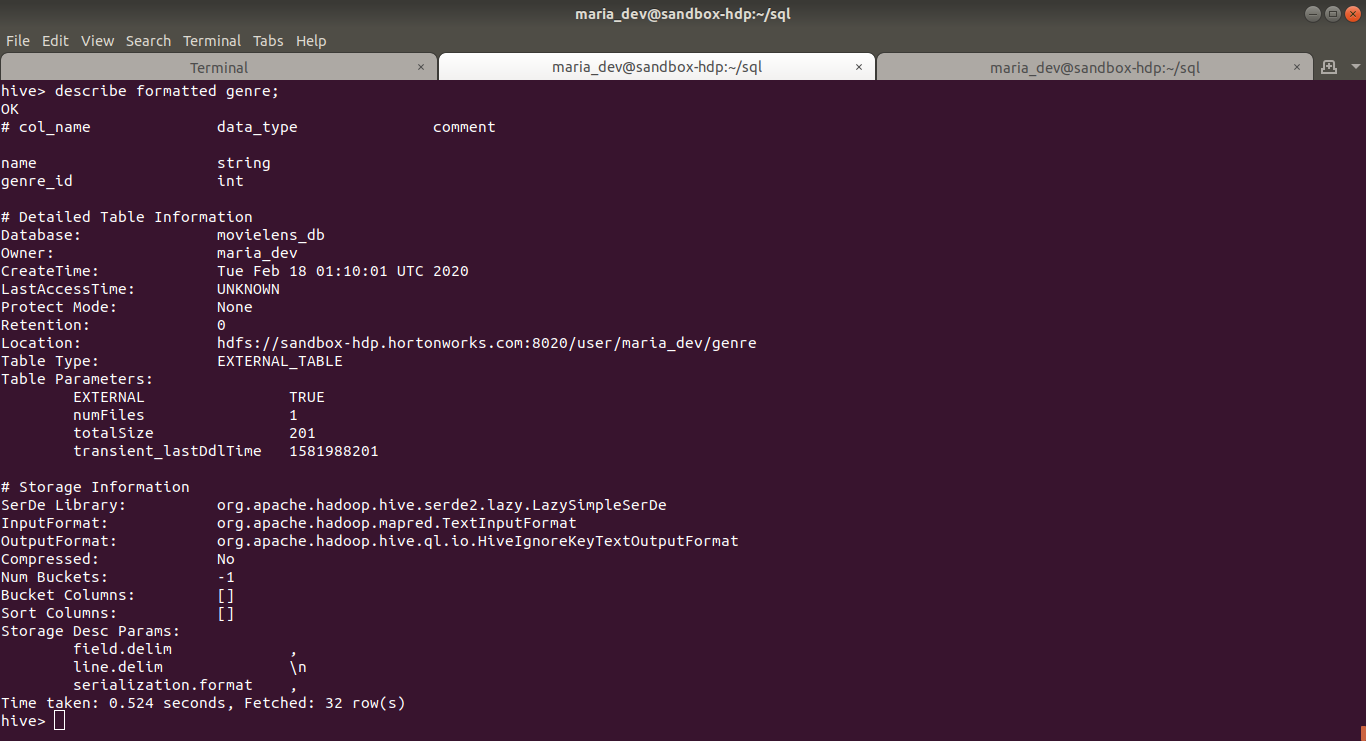 maria_dev@sandbox-hdp:~/sql
File Edit View Search Terminal Tabs Help
Terminal × maria_dev@sandbox-hdp:~/sql × maria_dev@sandbox-hdp:~/sql ×
hive> describe formatted genre;
OK
# col_name data_type comment
name string
genre_id int
# Detailed Table Information
Database: movielens_db
Owner: maria_dev
CreateTime: Tue Feb 18 01:10:01 UTC 2020
LastAccessTime: UNKNOWN
Protect Mode: None
Retention: 0
Location: hdfs://sandbox-hdp.hortonworks.com:8020/user/maria_dev/genre
Table Type: EXTERNAL_TABLE
Table Parameters:
EXTERNAL TRUE
numFiles 1
totalSize 201
transient_lastDdlTime 1581988201
# Storage Information
SerDe Library: org.apache.hadoop.hive.serde2.lazy.LazySimpleSerDe
InputFormat: org.apache.hadoop.mapred.TextInputFormat
OutputFormat: org.apache.hadoop.hive.ql.io.HiveIgnoreKeyTextOutputFormat
Compressed: No
Num Buckets: -1
Bucket Columns: []
Sort Columns: []
Storage Desc Params:
field.delim ,
line.delim \n
serialization.format ,
Time taken: 0.524 seconds, Fetched: 32 row(s)
hive>